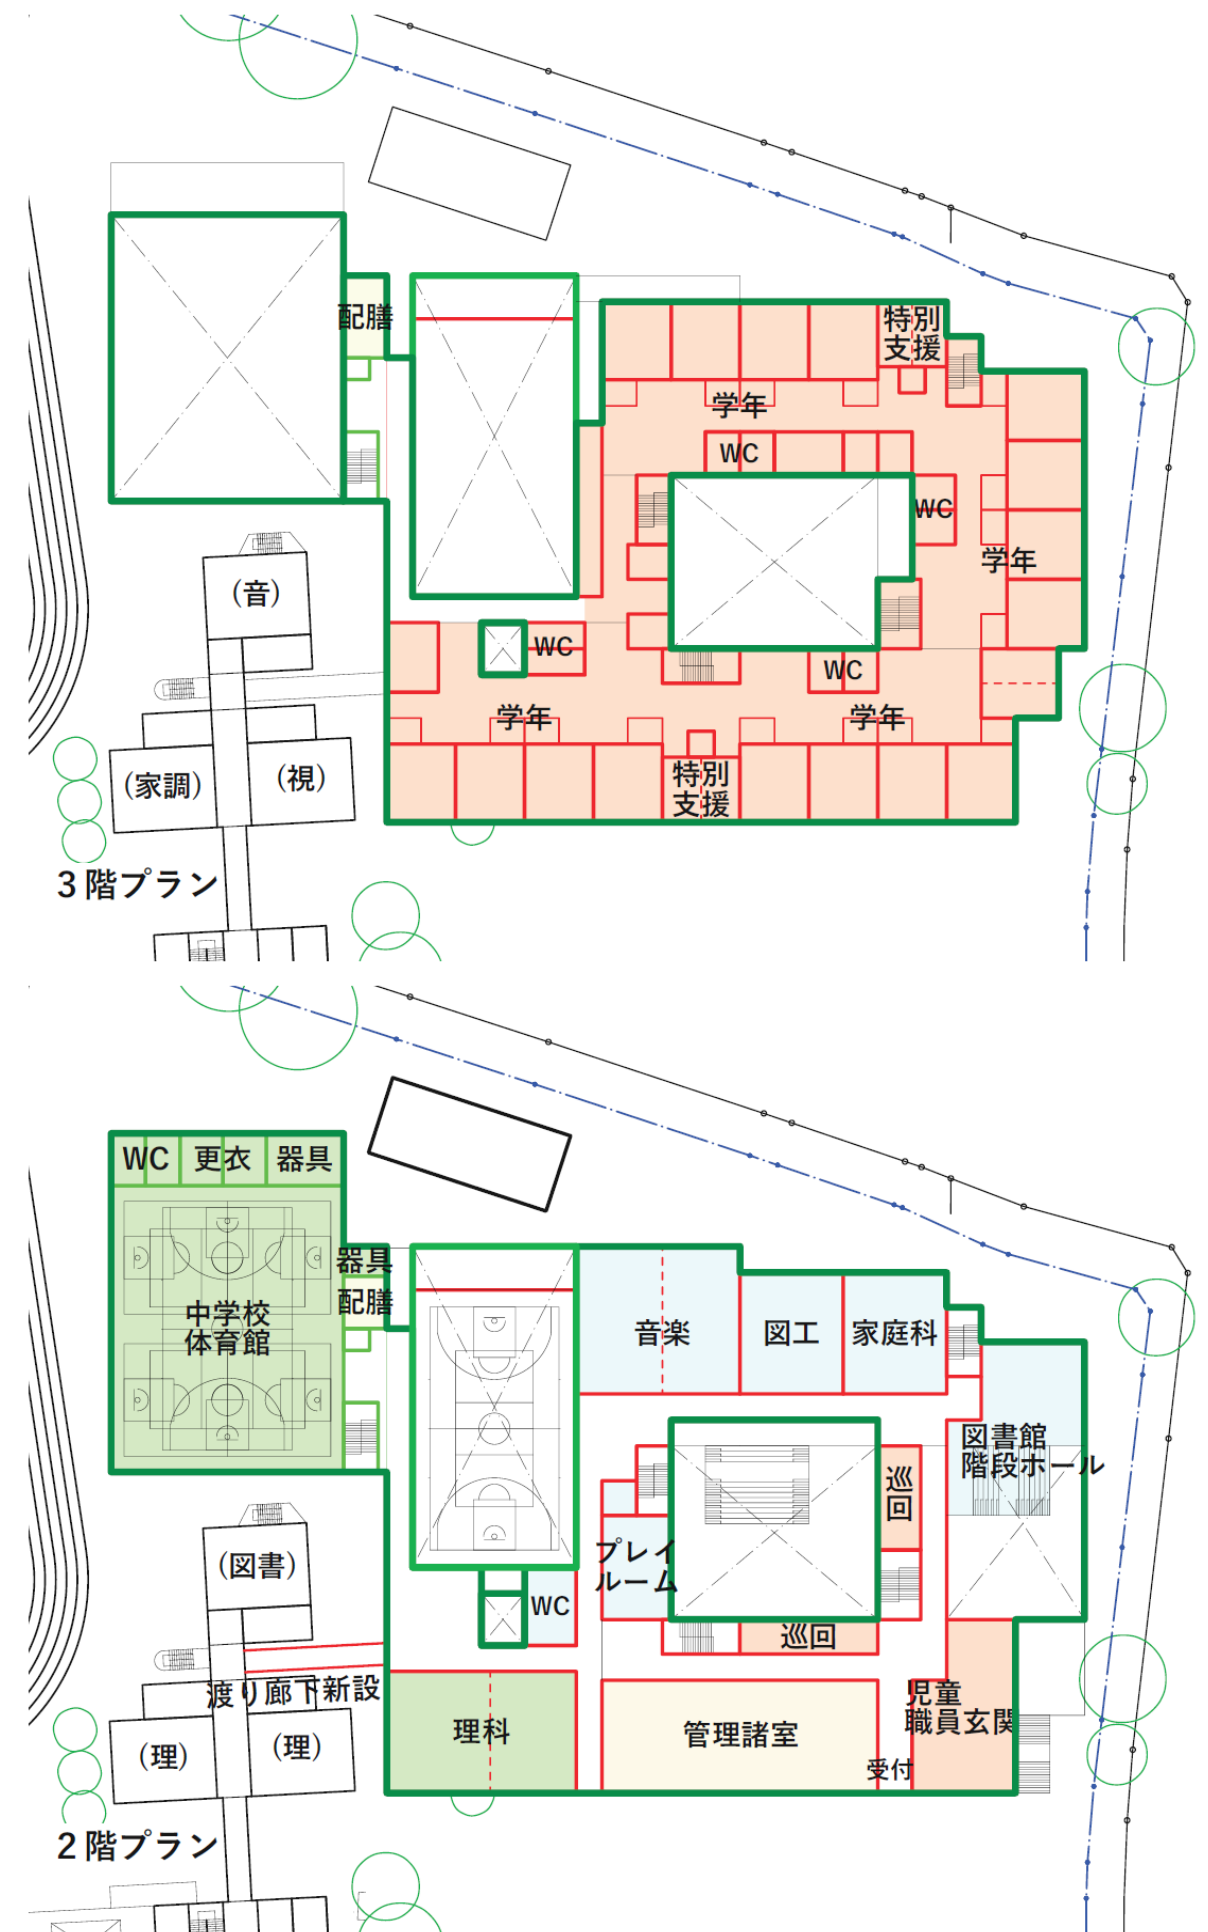 配膳
特別
支援
学年
WC
WC
学年
(音)
WC
WC
学年
学年
(家調)
(視)
特別
支援
3階プラン
WC
更衣
器具
器具
配膳
中学校
体育館
音楽
図工
家庭科
図書館
階段ホール
巡
回
プレイ
ルーム
(図書)
WC
巡回
渡り廊下新設
児童
職員玄関
理科
管理諸室
(理)
(理)
受付
2階プラン